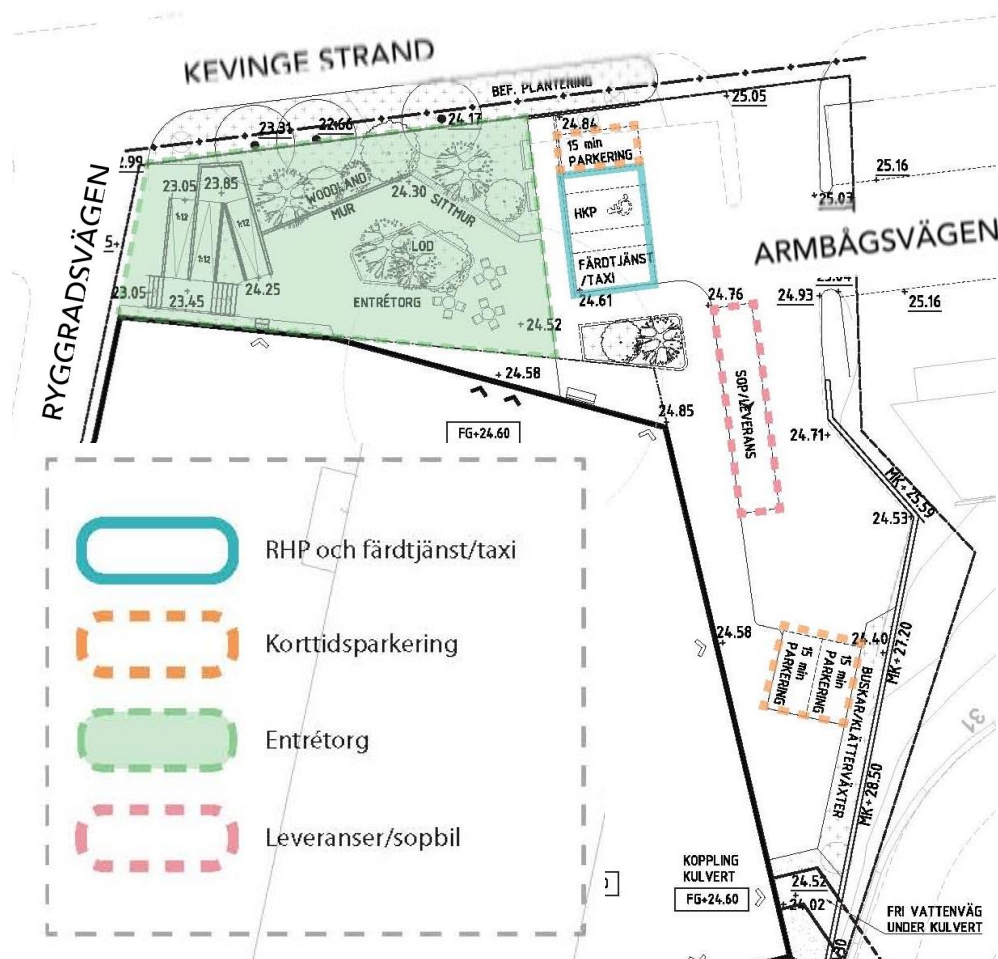 KEVINGE STRAND
BEF. PLANTERING
25.05
23.31
22.66
24.17
24.84
15 min
PARKERING
25.16
25.03
23.05
23.85
WOODLAND
MUR
24.30
SITTMUR
HKP
RYGGRADSVÄGEN
1:12
1:12
1:12
LOD
ARMBÅGSVÄGEN
FÄRDTJÄNST
/TAXI
23.05
23.45
24.25
ENTRÉTORG
24.61
24.76
24.93
25.16
24.52
24.58
SOP/LEVERANS
24.85
24.71
FG+24.60
MK+25.59
24.53
RHP och färdtjänst/taxi
Korttidsparkering
Entrétorg
Leveranser/sopbil
24.58
24.40
15 min
PARKERING
15 min
PARKERING
MK+27.20
BUSKAR/KLÄTTERVÄXTER
31
MK+28.50
KOPPLING
KULVERT
FG+24.60
24.52
24.02
FRI VATTENVÄG
UNDER KULVERT